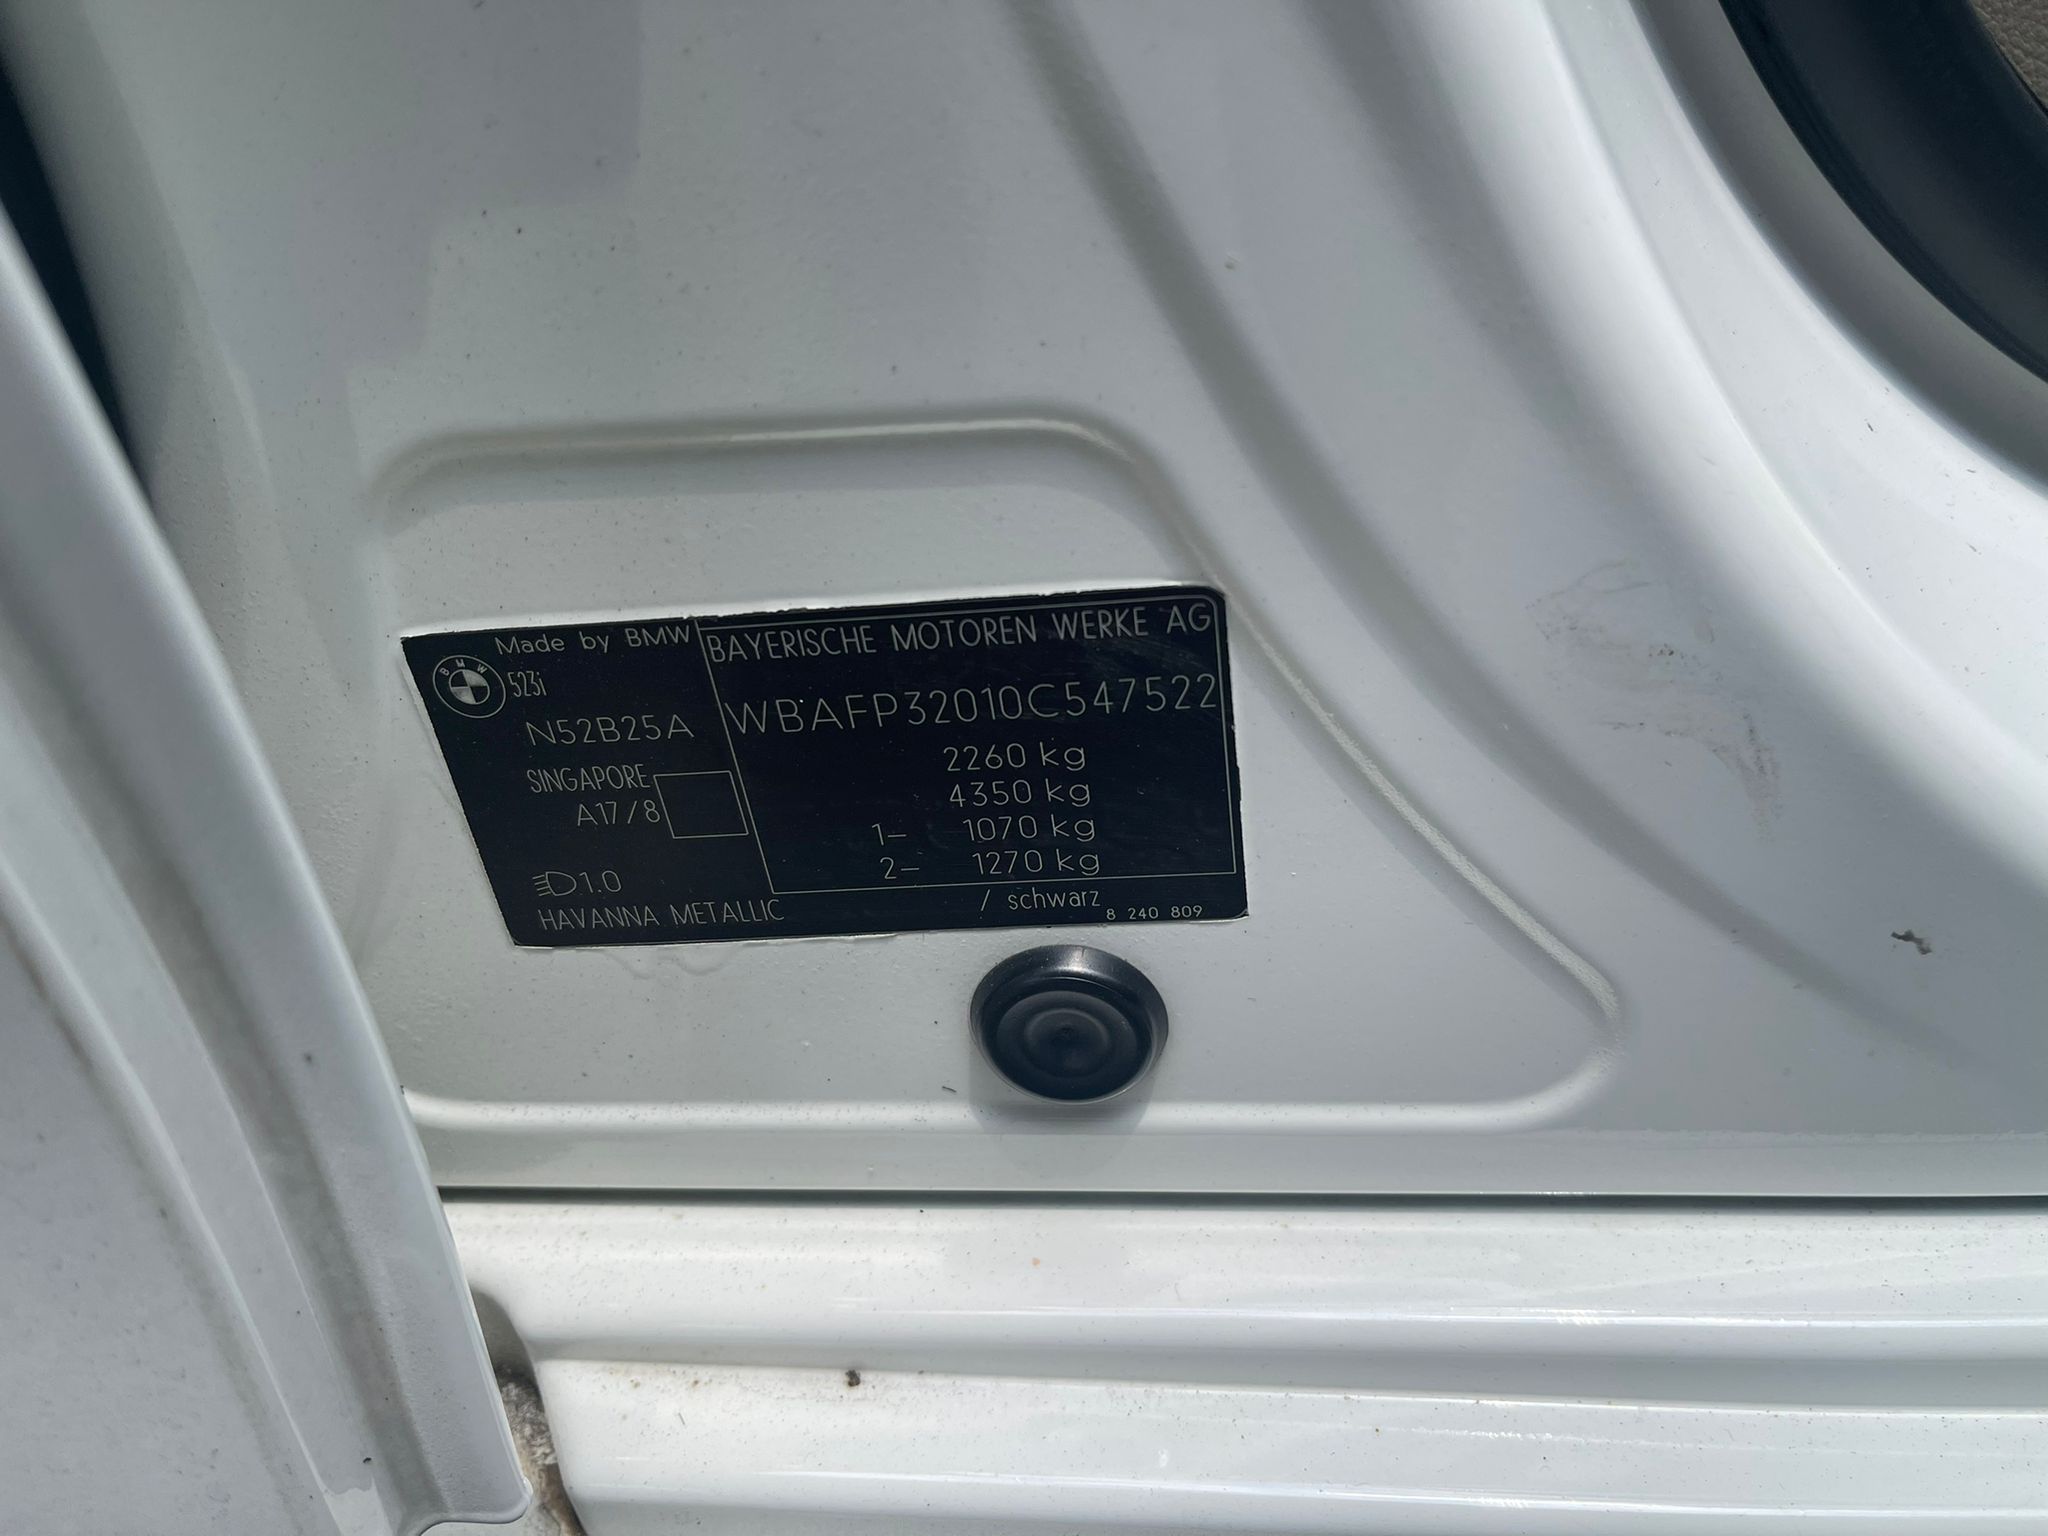 Made by BMW
BMW
523i
N52B25A
SINGAPORE
A17/8
1.0
HAVANNA METALLIC
BAYERISCHE MOTOREN WERKE AG
WBAFP32010C547522
2260 kg
4350 kg
1- 1070 kg
2- 1270 kg
/ schwarz
8 240 809